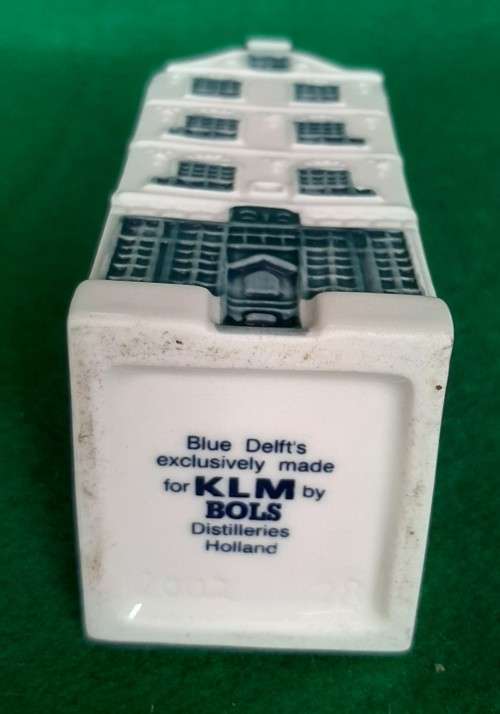 Blue Delft's
exclusively made
for KLM by
BOLS
Distilleries
Holland